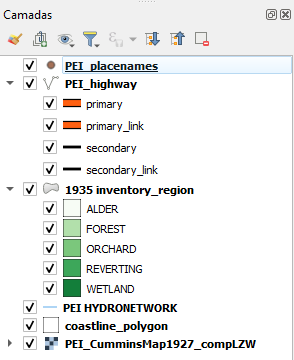 Camadas
PEI_placenames
PEI_highway
primary
primary_link
secondary
secondary_link
1935 inventory_region
ALDER
FOREST
ORCHARD
REVERTING
WETLAND
PEI HYDRONETWORK
coastline_polygon
PEI_CumminsMap1927_compLZW